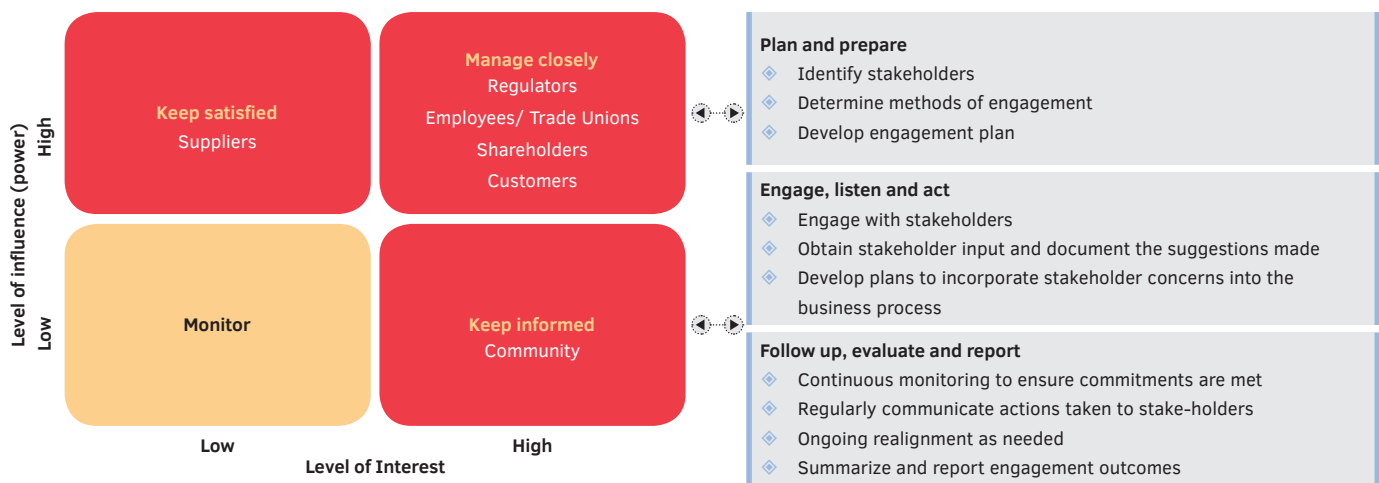 Level of influence (power)
High
Low
Keep satisfied
Suppliers
Manage closely
Regulators
Employees/ Trade Unions
Shareholders
Customers
Monitor
Keep informed
Community
Low
High
Level of Interest
Plan and prepare
Identify stakeholders
Determine methods of engagement
Develop engagement plan
Engage, listen and act
Engage with stakeholders
Obtain stakeholder input and document the suggestions made
Develop plans to incorporate stakeholder concerns into the
business process
Follow up, evaluate and report
Continuous monitoring to ensure commitments are met
Regularly communicate actions taken to stake-holders
Ongoing realignment as needed
Summarize and report engagement outcomes